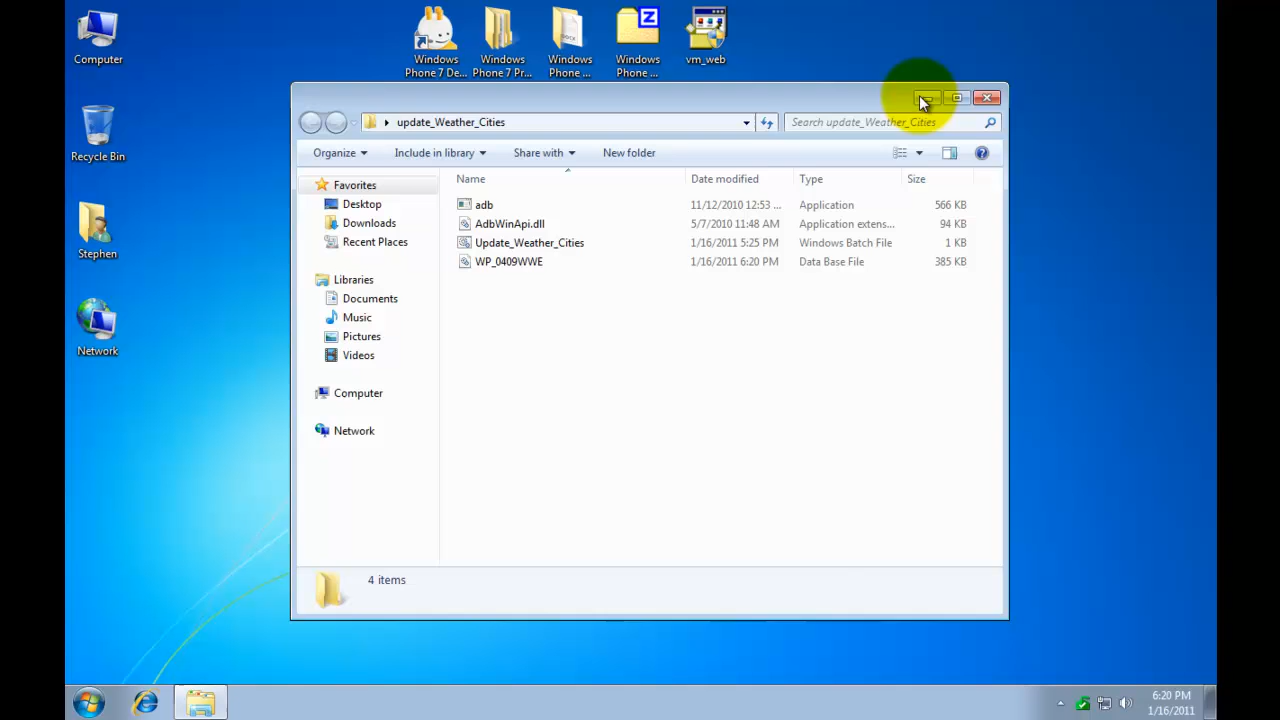 Computer
Recycle Bin
Stephen
Network
Windows
Phone 7 De...
Windows
Phone 7 Pr...
Windows
Phone ...
Windows
Phone ...
vm_web
update_Weather_Cities
Search update_Weather_Cities
Organize
Include in library
Share with
New folder
Favorites
Desktop
Downloads
Recent Places
Libraries
Documents
Music
Pictures
Videos
Computer
Network
Name Date modified Type Size
adb 11/12/2010 12:53 ... Application 566 KB
AdbWinApi.dll 5/7/2010 11:48 AM Application extens... 94 KB
Update_Weather_Cities 1/16/2011 5:25 PM Windows Batch File 1 KB
WP_0409WWE 1/16/2011 6:20 PM Data Base File 385 KB
4 items
6:20 PM
1/16/2011